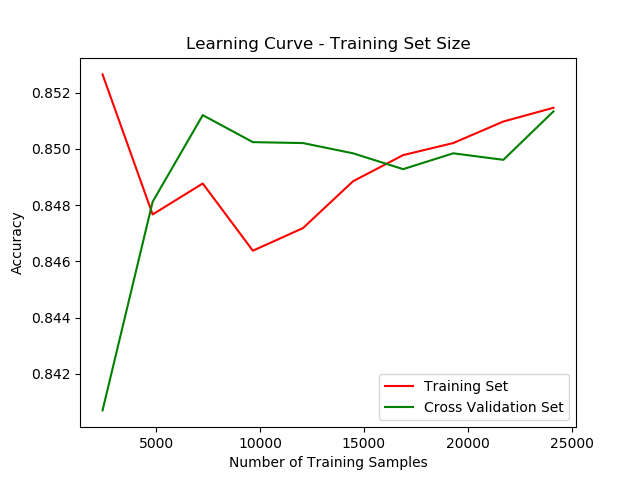 Learning Curve - Training Set Size
0.852
0.850
0.848
0.846
0.844
0.842
Accuracy
5000
10000
15000
20000
25000
Number of Training Samples
Training Set
Cross Validation Set